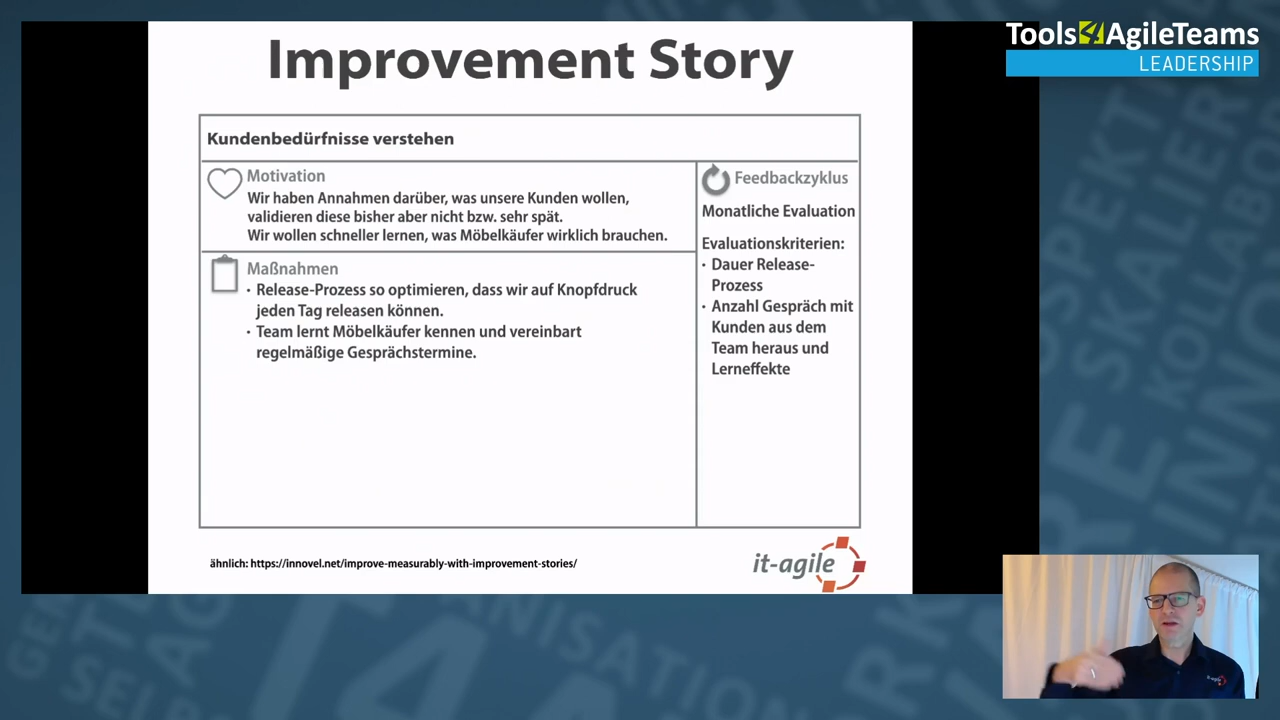 Tools4AgileTeams
LEADERSHIP
Improvement Story
Kundenbedürfnisse verstehen
Motivation
Wir haben Annahmen darüber, was unsere Kunden wollen,
validieren diese bisher aber nicht bzw. sehr spät.
Wir wollen schneller lernen, was Möbelkäufer wirklich brauchen.
Maßnahmen
· Release-Prozess so optimieren, dass wir auf Knopfdruck
jeden Tag releasen können.
· Team lernt Möbelkäufer kennen und vereinbart
regelmäßige Gesprächstermine.
Feedbackzyklus
Monatliche Evaluation
Evaluationskriterien:
· Dauer Release-
Prozess
· Anzahl Gespräch mit
Kunden aus dem
Team heraus und
Lerneffekte
ähnlich: https://innovel.net/improve-measurably-with-improvement-stories/
it-agile
it-agile